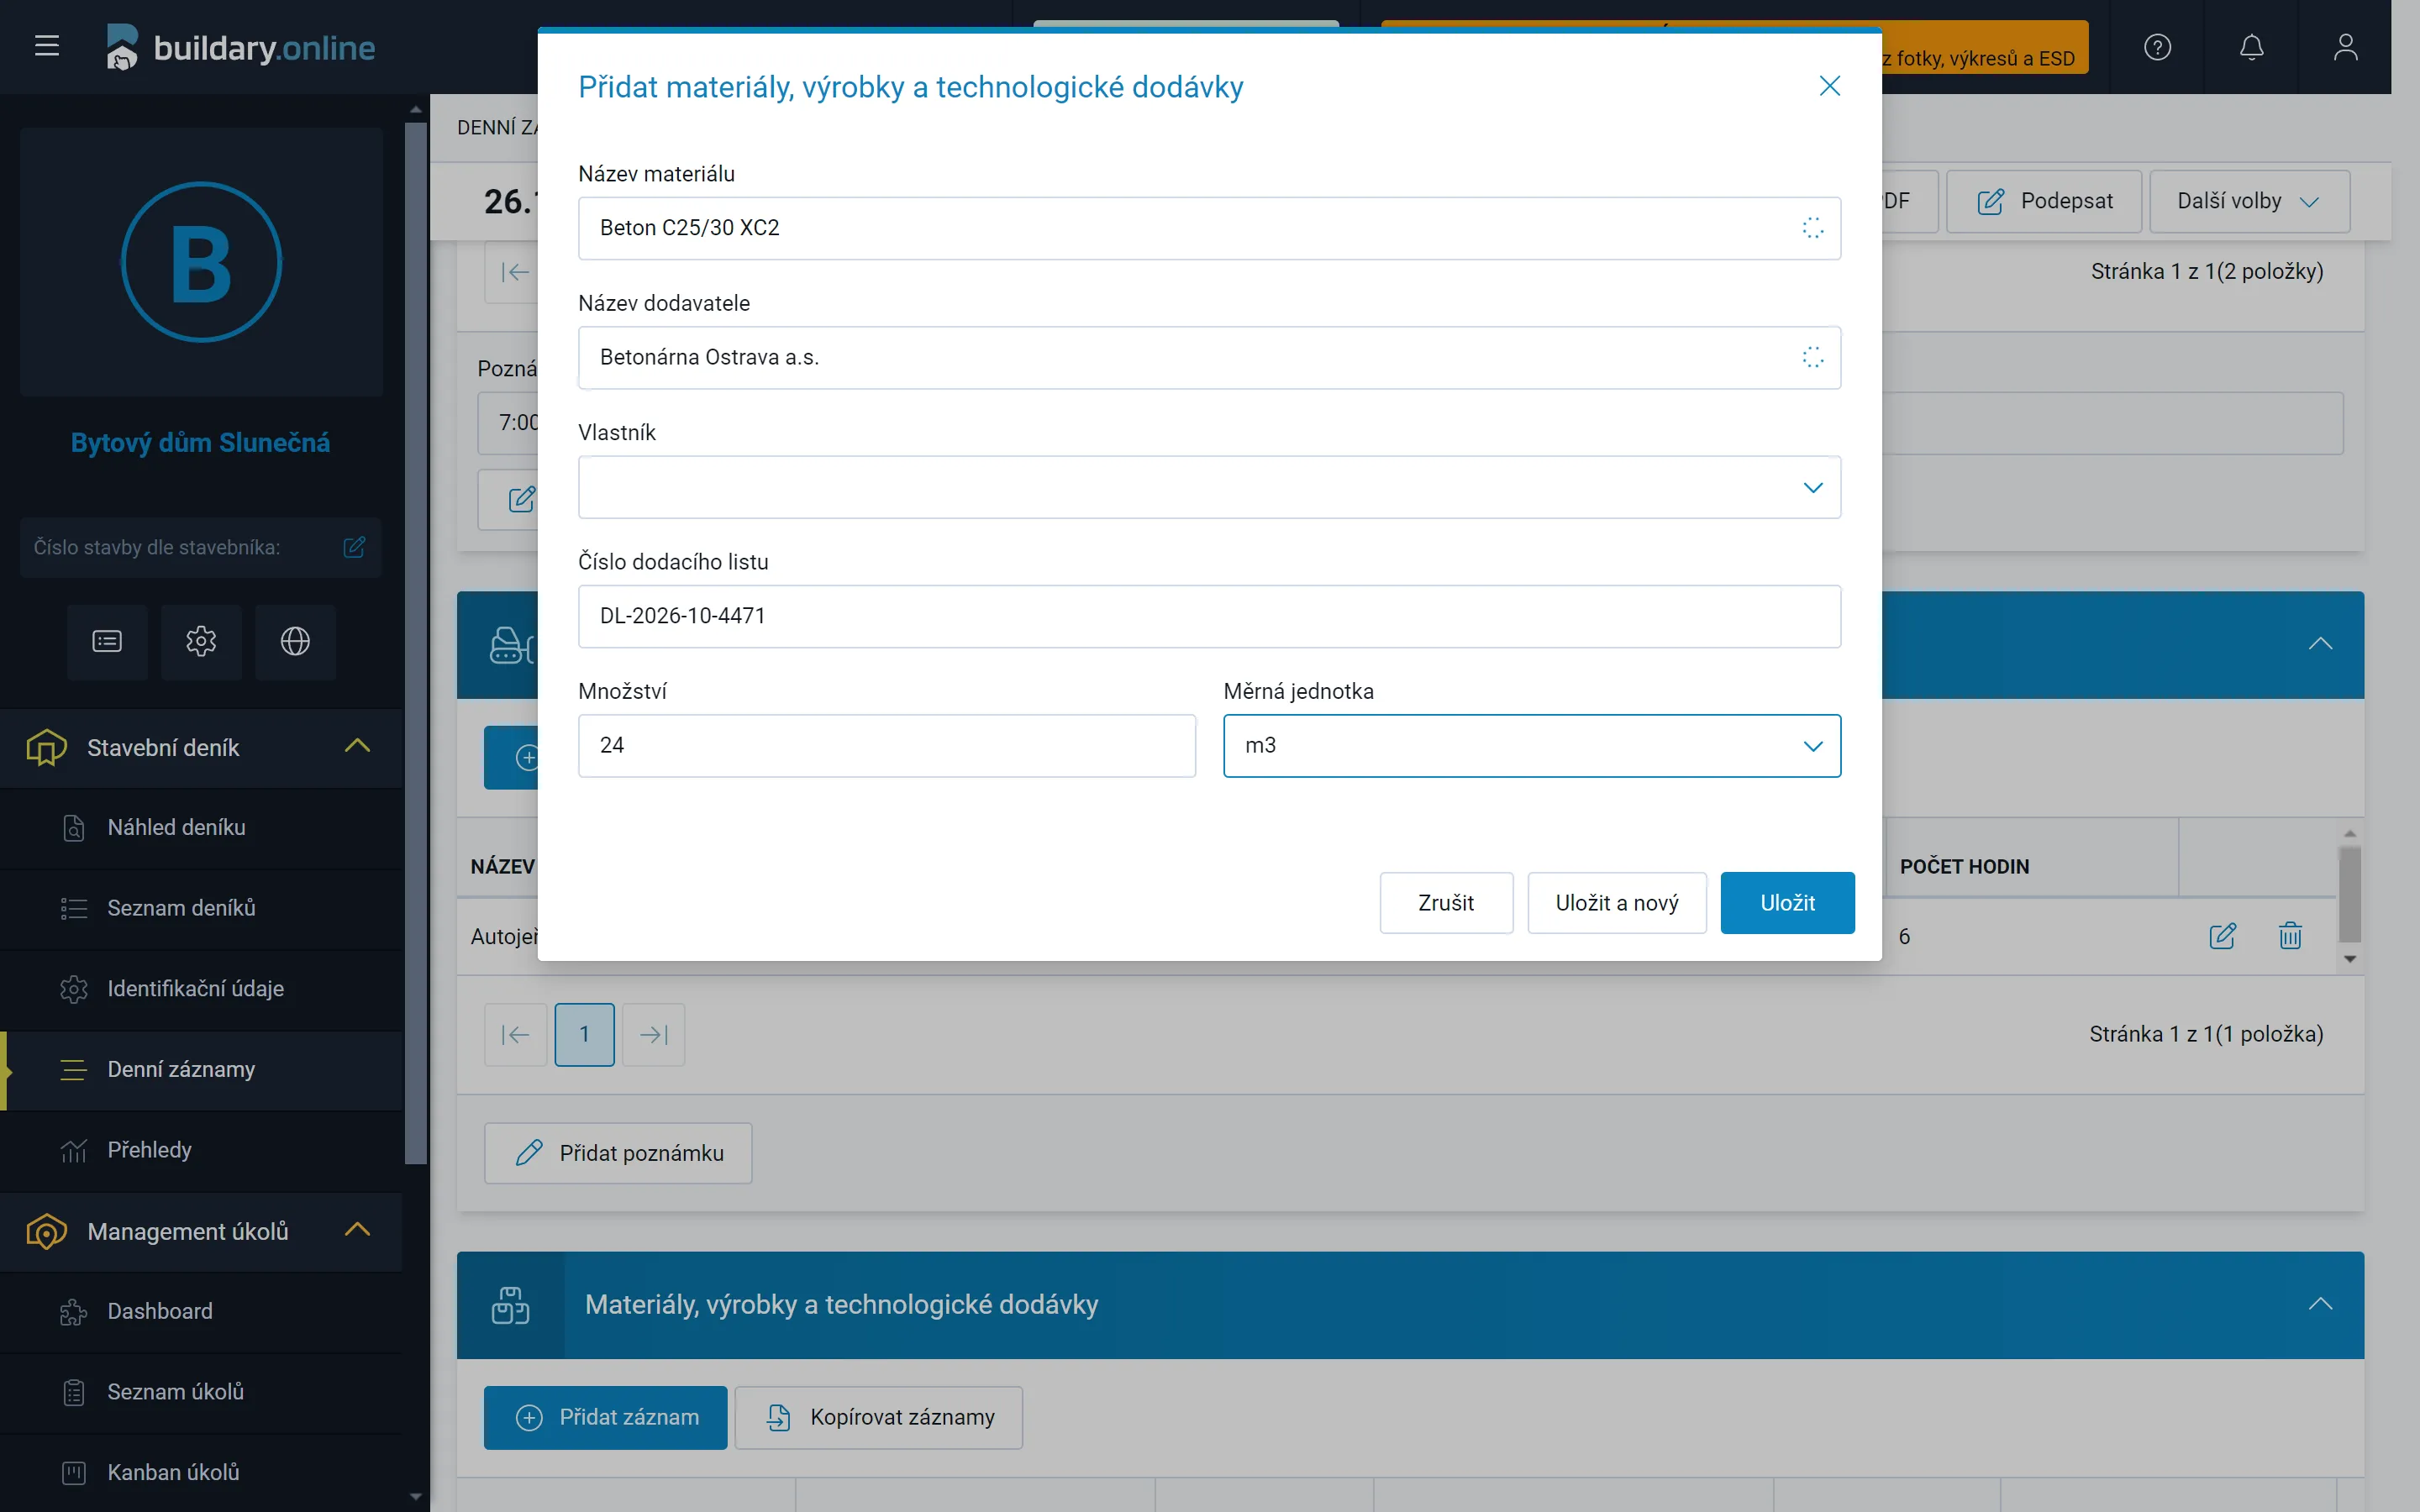 buildary.online
z fotky, výkresů a ESD
B
Bytový dům Slunečná
Číslo stavby dle stavebníka:
Stavební deník
Náhled deníku
Seznam deníků
Identifikační údaje
Denní záznamy
Přehledy
Management úkolů
Dashboard
Seznam úkolů
Kanban úkolů
DENNÍ
26.
Podepsat
Další volby
Stránka 1 z 1(2 položky)
7:00
Přidat materiály, výrobky a technologické dodávky
Název materiálu
Beton C25/30 XC2
Název dodavatele
Betonárna Ostrava a.s.
Vlastník
Číslo dodacího listu
DL-2026-10-4471
Množství
Měrná jednotka
24
m3
Zrušit
Uložit a nový
Uložit
NÁZEV
POČET HODIN
6
1
Stránka 1 z 1(1 položka)
Přidat poznámku
Materiály, výrobky a technologické dodávky
Přidat záznam
Kopírovat záznamy